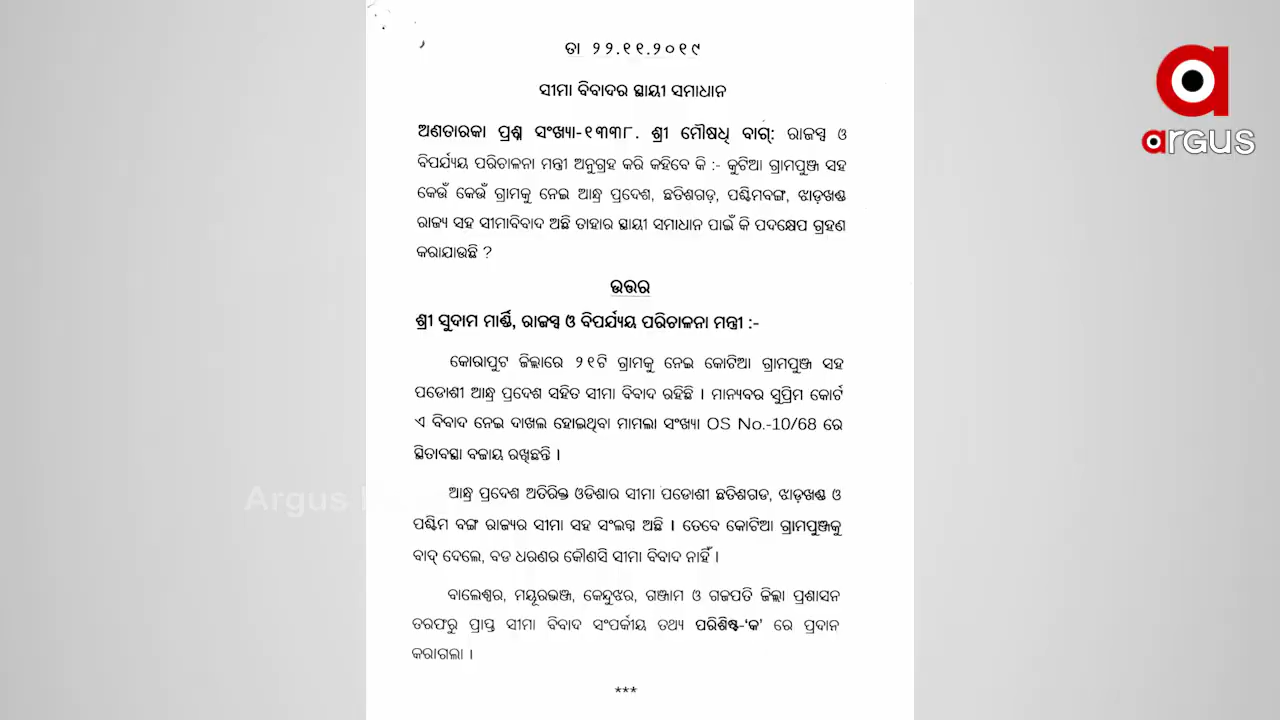 ତା ୨୨.୧୧.୨୦୧୯
ସୀମା ବିବାଦର ସ୍ଥାୟୀ ସମାଧାନ
ଅଣତାରକା ପ୍ରଶ୍ନ ସଂଖ୍ୟା-୧୩୩୮. ଶ୍ରୀ ମୌଷଧି ବାଗ୍: ରାଜସ୍ୱ ଓ
ବିପର୍ଯ୍ୟୟ ପରିଚାଳନା ମନ୍ତ୍ରୀ ଅନୁଗ୍ରହ କରି କହିବେ କି :- କୁଟିଆ ଗ୍ରାମପୁଞ୍ଜ ସହ
କେଉଁ କେଉଁ ଗ୍ରାମକୁ ନେଇ ଆନ୍ଧ୍ର ପ୍ରଦେଶ, ଛତିଶଗଡ଼, ପଶ୍ଚିମବଙ୍ଗ, ଝାଡ଼ଖଣ୍ଡ
ରାଜ୍ୟ ସହ ସୀମାବିବାଦ ଅଛି ତାହାର ସ୍ଥାୟୀ ସମାଧାନ ପାଇଁ କି ପଦକ୍ଷେପ ଗ୍ରହଣ
କରାଯାଉଛି ?
ଉତ୍ତର
ଶ୍ରୀ ସୁଦାମ ମାର୍ଣ୍ଡି, ରାଜସ୍ୱ ଓ ବିପର୍ଯ୍ୟୟ ପରିଚାଳନା ମନ୍ତ୍ରୀ :-
କୋରାପୁଟ ଜିଲ୍ଲାରେ ୨୧ଟି ଗ୍ରାମକୁ ନେଇ କୋଟିଆ ଗ୍ରାମପୁଞ୍ଜ ସହ
ପଡୋଶୀ ଆନ୍ଧ୍ର ପ୍ରଦେଶ ସହିତ ସୀମା ବିବାଦ ରହିଛି । ମାନ୍ୟବର ସୁପ୍ରିମ କୋର୍ଟ
ଏ ବିବାଦ ନେଇ ଦାଖଲ ହୋଇଥିବା ମାମଲା ସଂଖ୍ୟା OS No.-10/68 ରେ
ସ୍ଥିତାବସ୍ଥା ବଜାୟ ରଖିଛନ୍ତି ।
ଆନ୍ଧ୍ର ପ୍ରଦେଶ ଅତିରିକ୍ତ ଓଡିଶାର ସୀମା ପଡୋଶୀ ଛତିଶଗଡ, ଝାଡ଼ଖଣ୍ଡ ଓ
ପଶ୍ଚିମ ବଙ୍ଗ ରାଜ୍ୟର ସୀମା ସହ ସଂଲଗ୍ନ ଅଛି । ତେବେ କୋଟିଆ ଗ୍ରାମପୁଞ୍ଜକୁ
ବାଦ୍ ଦେଲେ, ବଡ ଧରଣର କୌଣସି ସୀମା ବିବାଦ ନାହିଁ ।
ବାଲେଶ୍ୱର, ମୟୂରଭଞ୍ଜ, କେନ୍ଦୁଝର, ଗଞ୍ଜାମ ଓ ଗଜପତି ଜିଲ୍ଲା ପ୍ରଶାସନ
ତରଫରୁ ପ୍ରାପ୍ତ ସୀମା ବିବାଦ ସଂପର୍କୀୟ ତଥ୍ୟ ପରିଶିଷ୍ଟ-‘କ’ ରେ ପ୍ରଦାନ
କରାଗଲା ।
***
argus
Argus